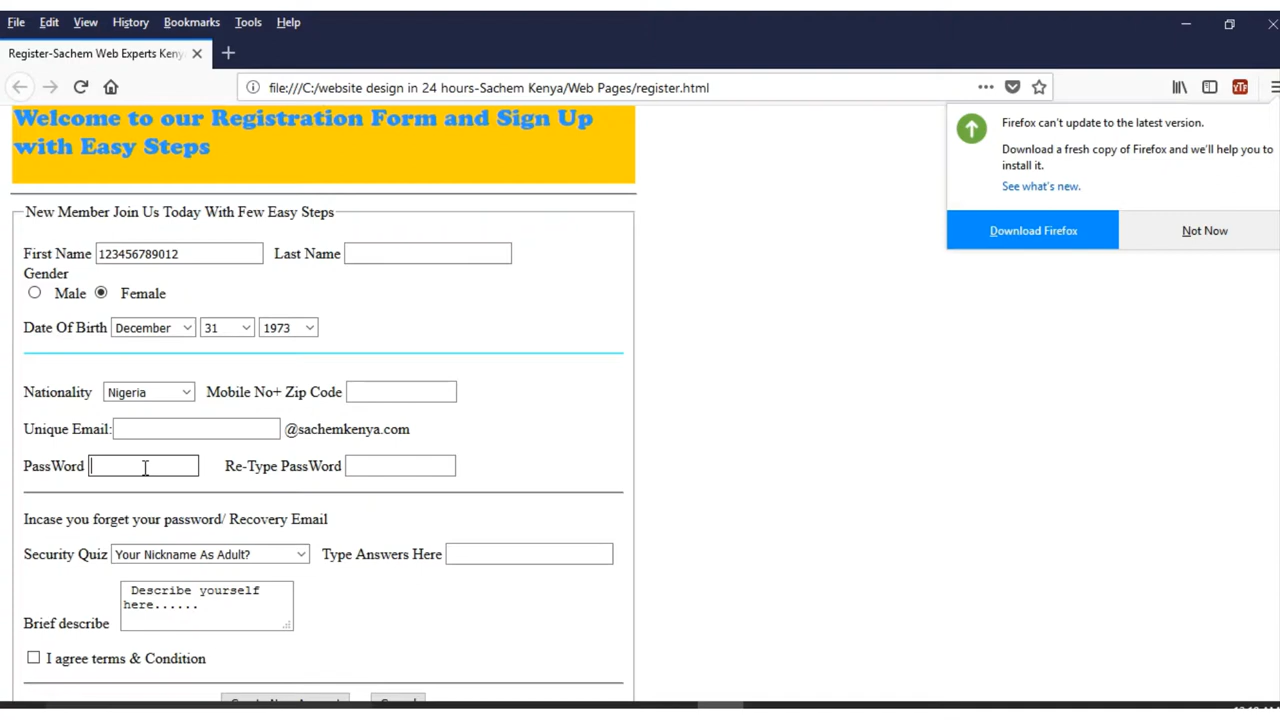 File Edit View History Bookmarks Tools Help
Register-Sachem Web Experts Keny
file:///C:/website design in 24 hours-Sachem Kenya/Web Pages/register.html
Firefox can't update to the latest version.
Download a fresh copy of Firefox and we'll help you to
install it.
See what's new.
Download Firefox Not Now
Welcome to our Registration Form and Sign Up
with Easy Steps
New Member Join Us Today With Few Easy Steps
First Name 123456789012 Last Name
Gender
Male Female
Date Of Birth December 31 1973
Nationality Nigeria Mobile No+ Zip Code
Unique Email: @sachemkenya.com
PassWord Re-Type PassWord
Incase you forget your password/ Recovery Email
Security Quiz Your Nickname As Adult? Type Answers Here
Describe yourself
here......
Brief describe
I agree terms & Condition